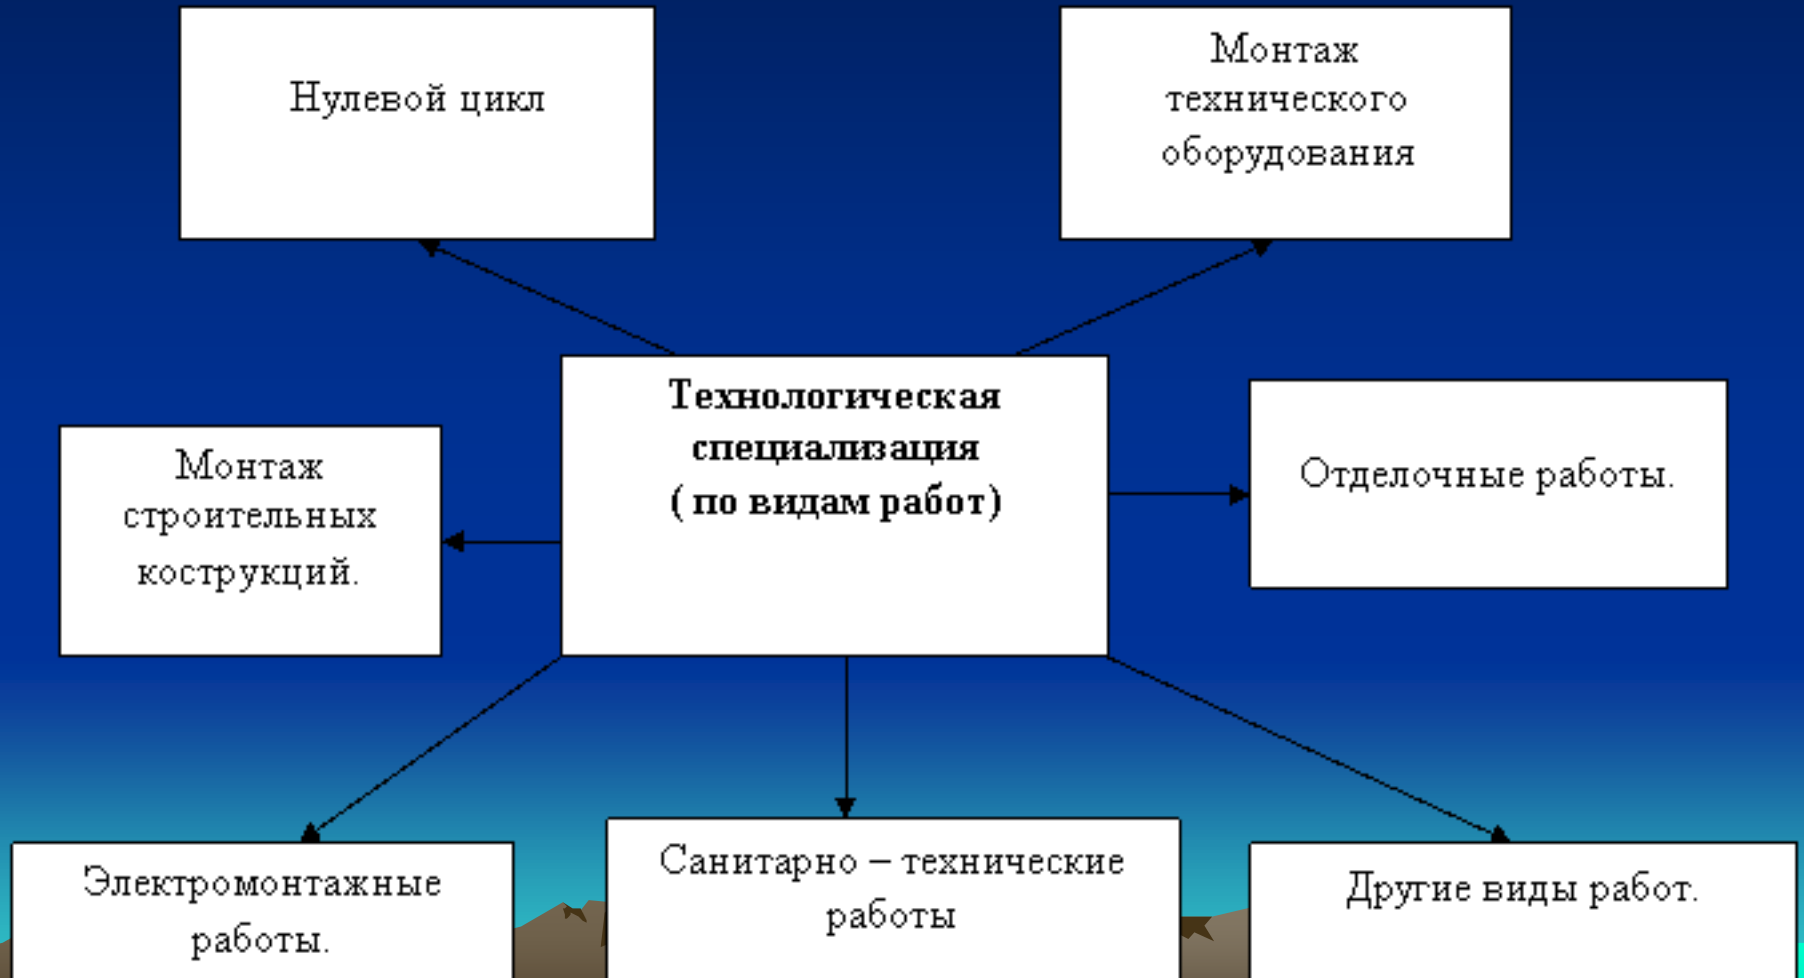 Нулевой цикл
Монтаж
технического
оборудования
Технологическая
специализация
( по видам работ)
Монтаж
строительных
кострукций.
Отделочные работы.
Электромонтажные
работы.
Санитарно – технические
работы
Другие виды работ.